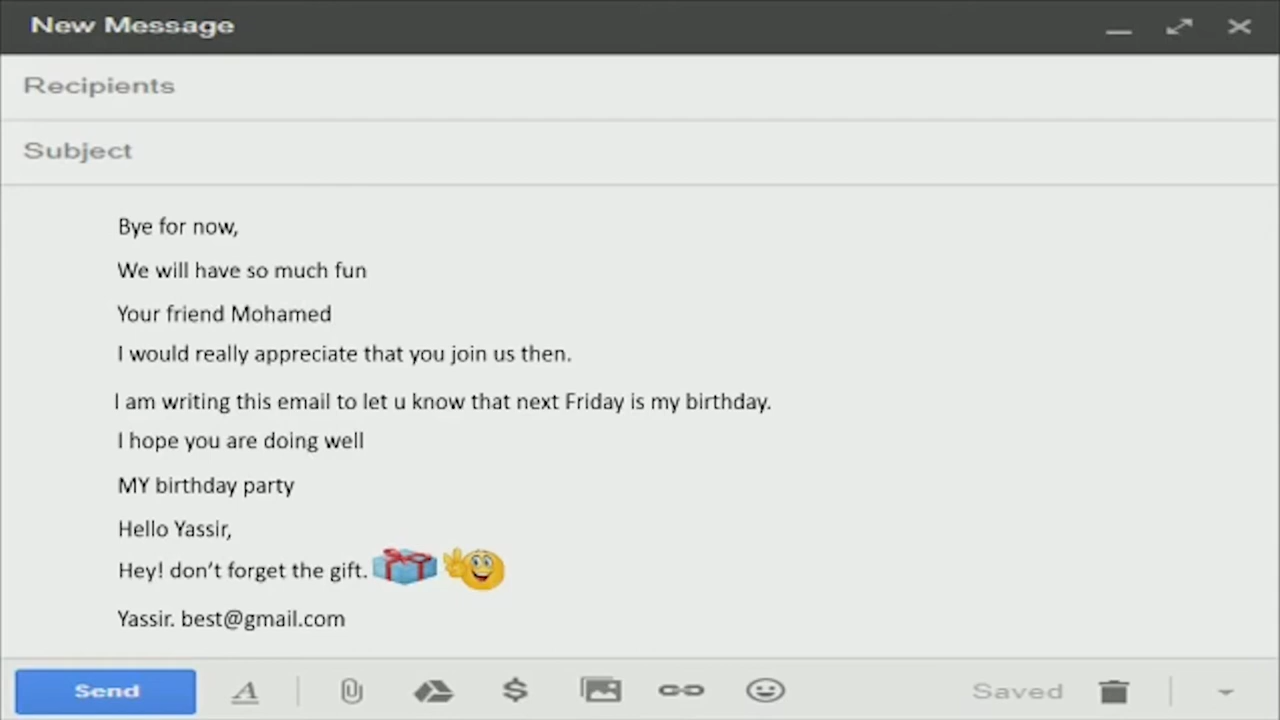 New Message
Recipients
Subject
Bye for now,
We will have so much fun
Your friend Mohamed
I would really appreciate that you join us then.
I am writing this email to let u know that next Friday is my birthday.
I hope you are doing well
MY birthday party
Hello Yassir,
Hey! don’t forget the gift.
Yassir. best@gmail.com
Send A $ Saved